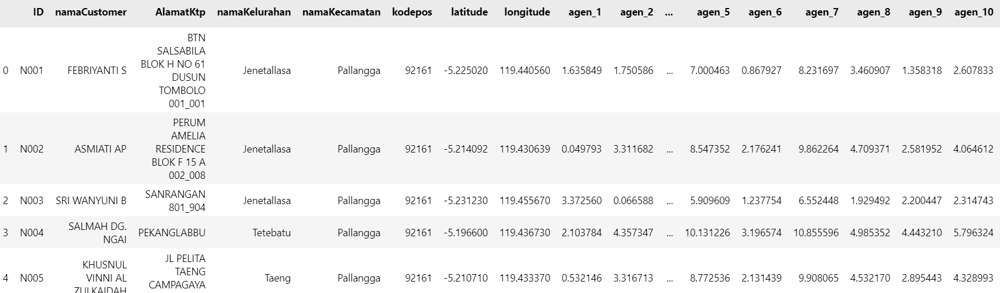 ID namaCustomer AlamatKtp namaKelurahan namaKecamatan kodepos latitude longitude agen_1 agen_2 ... agen_5 agen_6 agen_7 agen_8 agen_9 agen_10
BTN
SALSABILA
BLOK H NO 61
0 N001 FEBRIYANTI S DUSUN Jenetallasa Pallangga 92161 -5.225020 119.440560 1.635849 1.750586 ... 7.000463 0.867927 8.231697 3.460907 1.358318 2.607833
TOMBOLO
001_001
PERUM
AMELIA
1 N002 ASMIATI AP RESIDENCE Jenetallasa Pallangga 92161 -5.214092 119.430639 0.049793 3.311682 ... 8.547352 2.176241 9.862264 4.709371 2.581952 4.064612
BLOK F 15 A
002_008
2 N003 SRI WANYUNI B SANRANGAN Jenetallasa Pallangga 92161 -5.231230 119.455670 3.372560 0.066588 ... 5.909609 1.237754 6.552448 1.929492 2.200447 2.314743
801_904
3 N004 SALMAH DG. PEKANGLABBU Tetebatu Pallangga 92161 -5.196600 119.436730 2.103784 4.357347 ... 10.131226 3.196574 10.855596 4.985352 4.443210 5.796324
NGAI
JL PELITA
KHUSNUL TAENG
4 N005 VINNI AL CAMPAGAYA Taeng Pallangga 92161 -5.210710 119.433370 0.532146 3.316713 ... 8.772536 2.131439 9.908065 4.532170 2.895443 4.328993
ZULKAIDAH